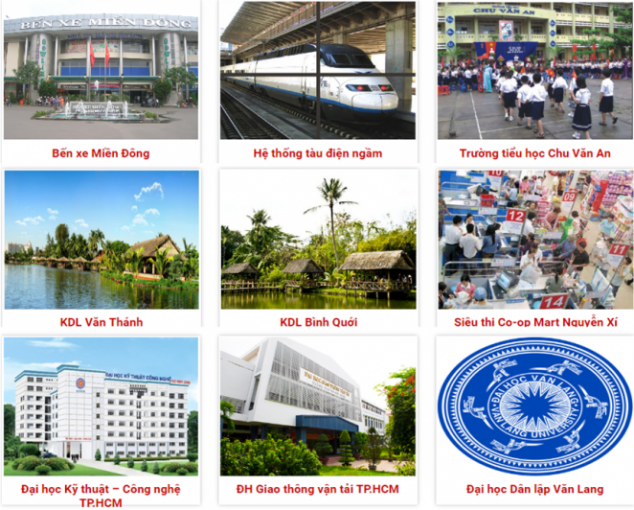 BẾN XE MIỀN ĐÔNG
CHU VĂN AN
Bến xe Miền Đông
Hệ thống tàu điện ngầm
Trường tiểu học Chu Văn An
10
09
12
11
14
KDL Văn Thánh
KDL Bình Quới
Siêu thị Co-op Mart Nguyễn Xí
ĐẠI HỌC KỸ THUẬT CÔNG NGHỆ
ĐẠI HỌC VĂN LANG
VAN LANG UNIVERSITY
Đại học Kỹ thuật – Công nghệ
TP.HCM
ĐH Giao thông vận tải TP.HCM
Đại học Dân lập Văn Lang